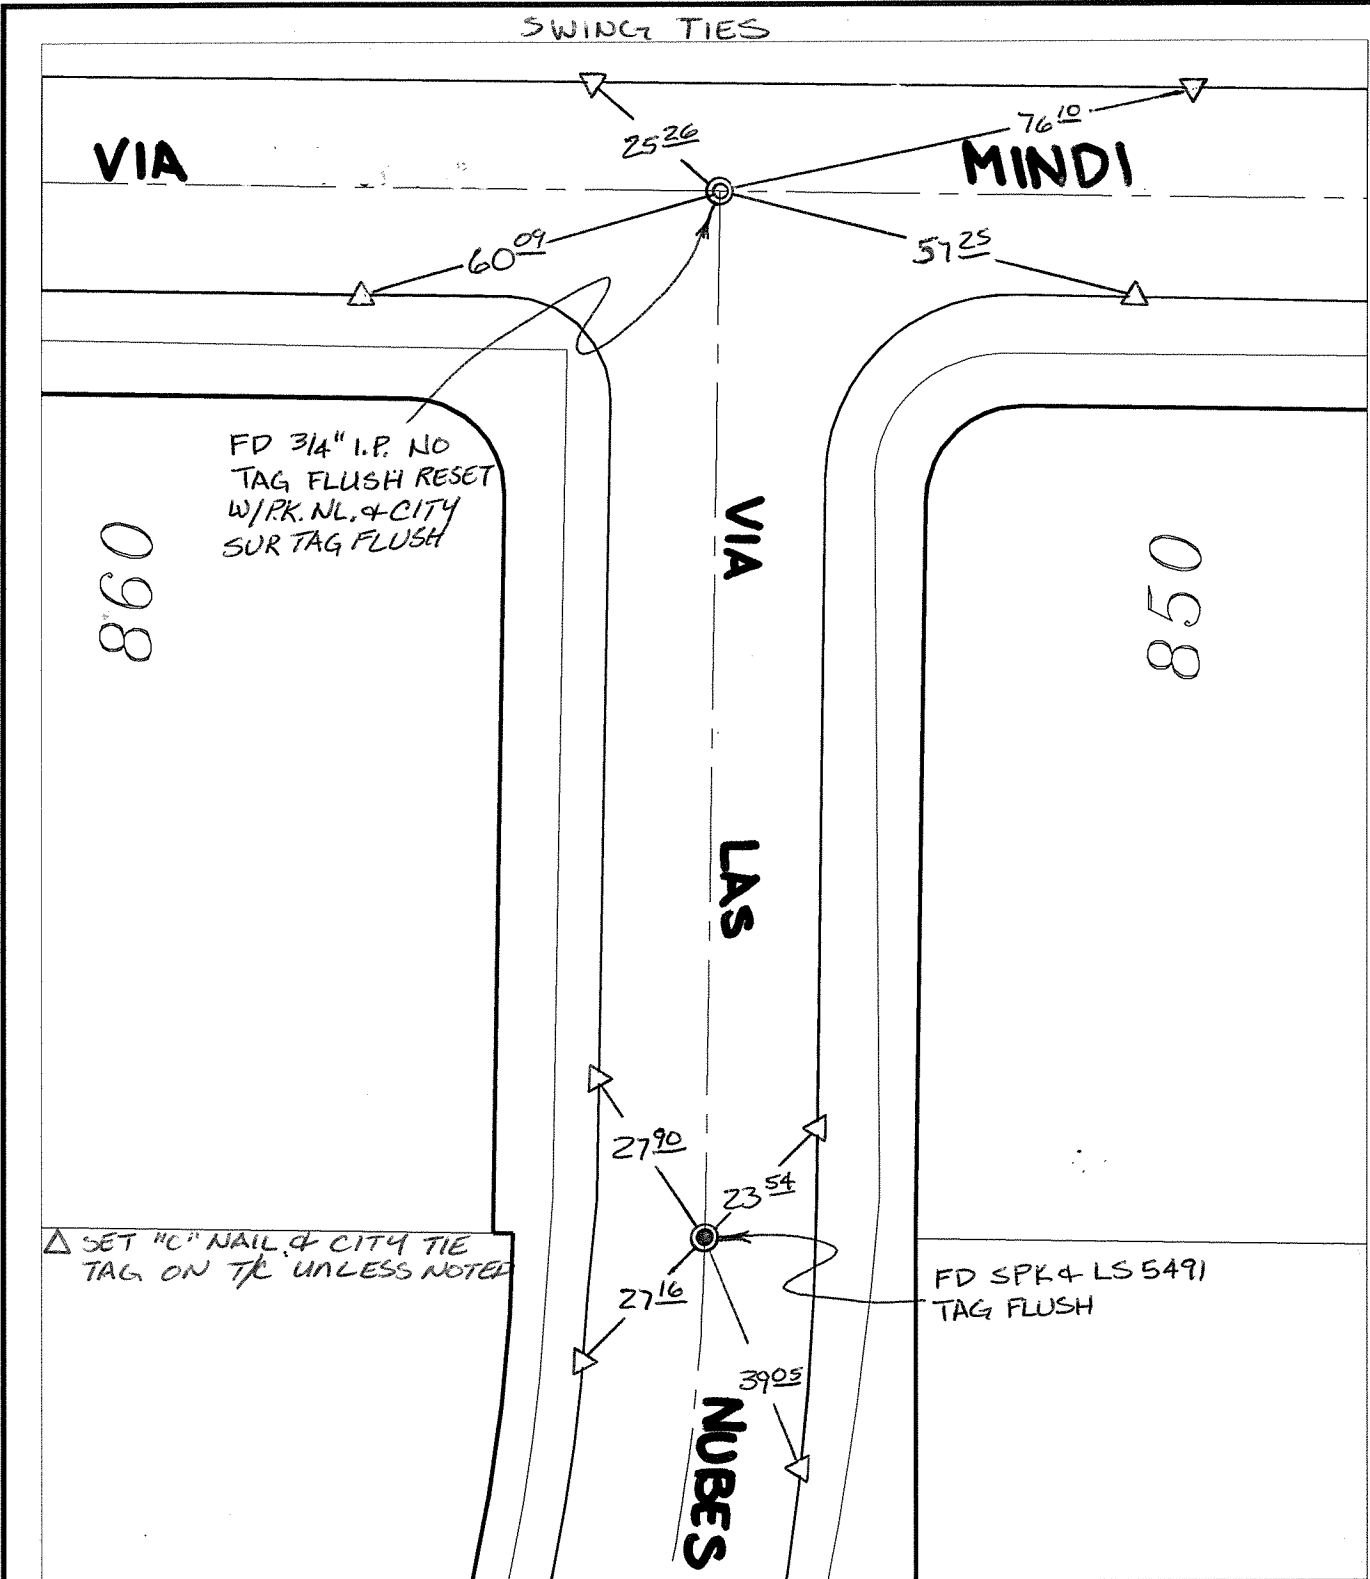 SWING TIES
25 26
76 10
VIA MINDI
60 09
57 25
FD 3/4" I.P. NO
TAG FLUSH RESET
W/P.K. NL. & CITY
SUR TAG FLUSH
860
850
VIA
LAS
NUBES
27 90
23 54
△ SET "C" NAIL & CITY TIE
TAG ON T/C UNLESS NOTED
27 16
FD SPK & LS 5491
TAG FLUSH
39 05